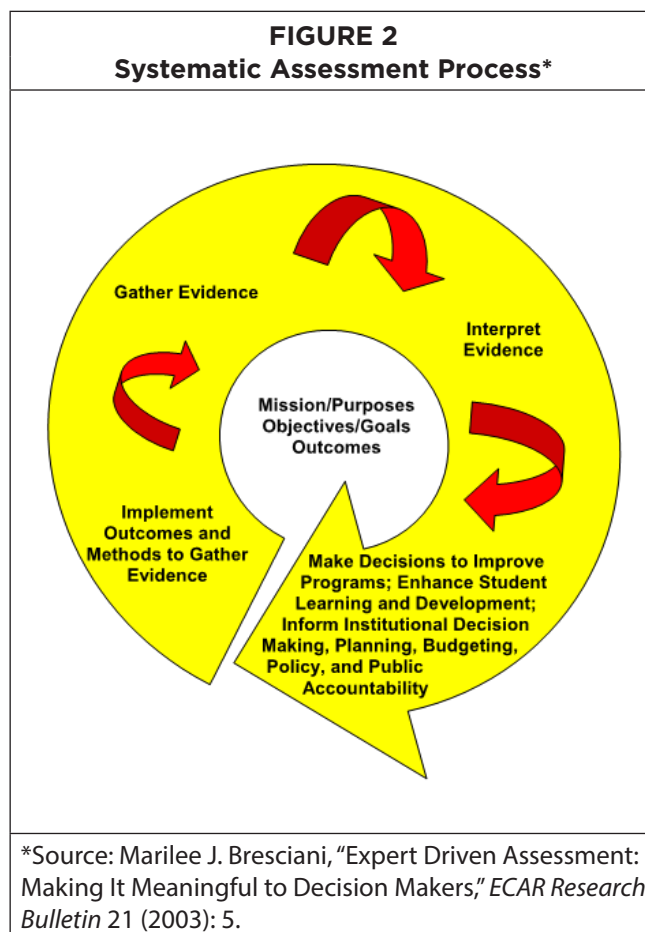 FIGURE 2
Systematic Assessment Process*
Gather Evidence
Interpret
Evidence
Mission/Purposes
Objectives/Goals
Outcomes
Implement
Outcomes and
Methods to Gather
Evidence
Make Decisions to Improve
Programs; Enhance Student
Learning and Development;
Inform Institutional Decision
Making, Planning, Budgeting,
Policy, and Public
Accountability
*Source: Marilee J. Bresciani, “Expert Driven Assessment:
Making It Meaningful to Decision Makers,” ECAR Research
Bulletin 21 (2003): 5.